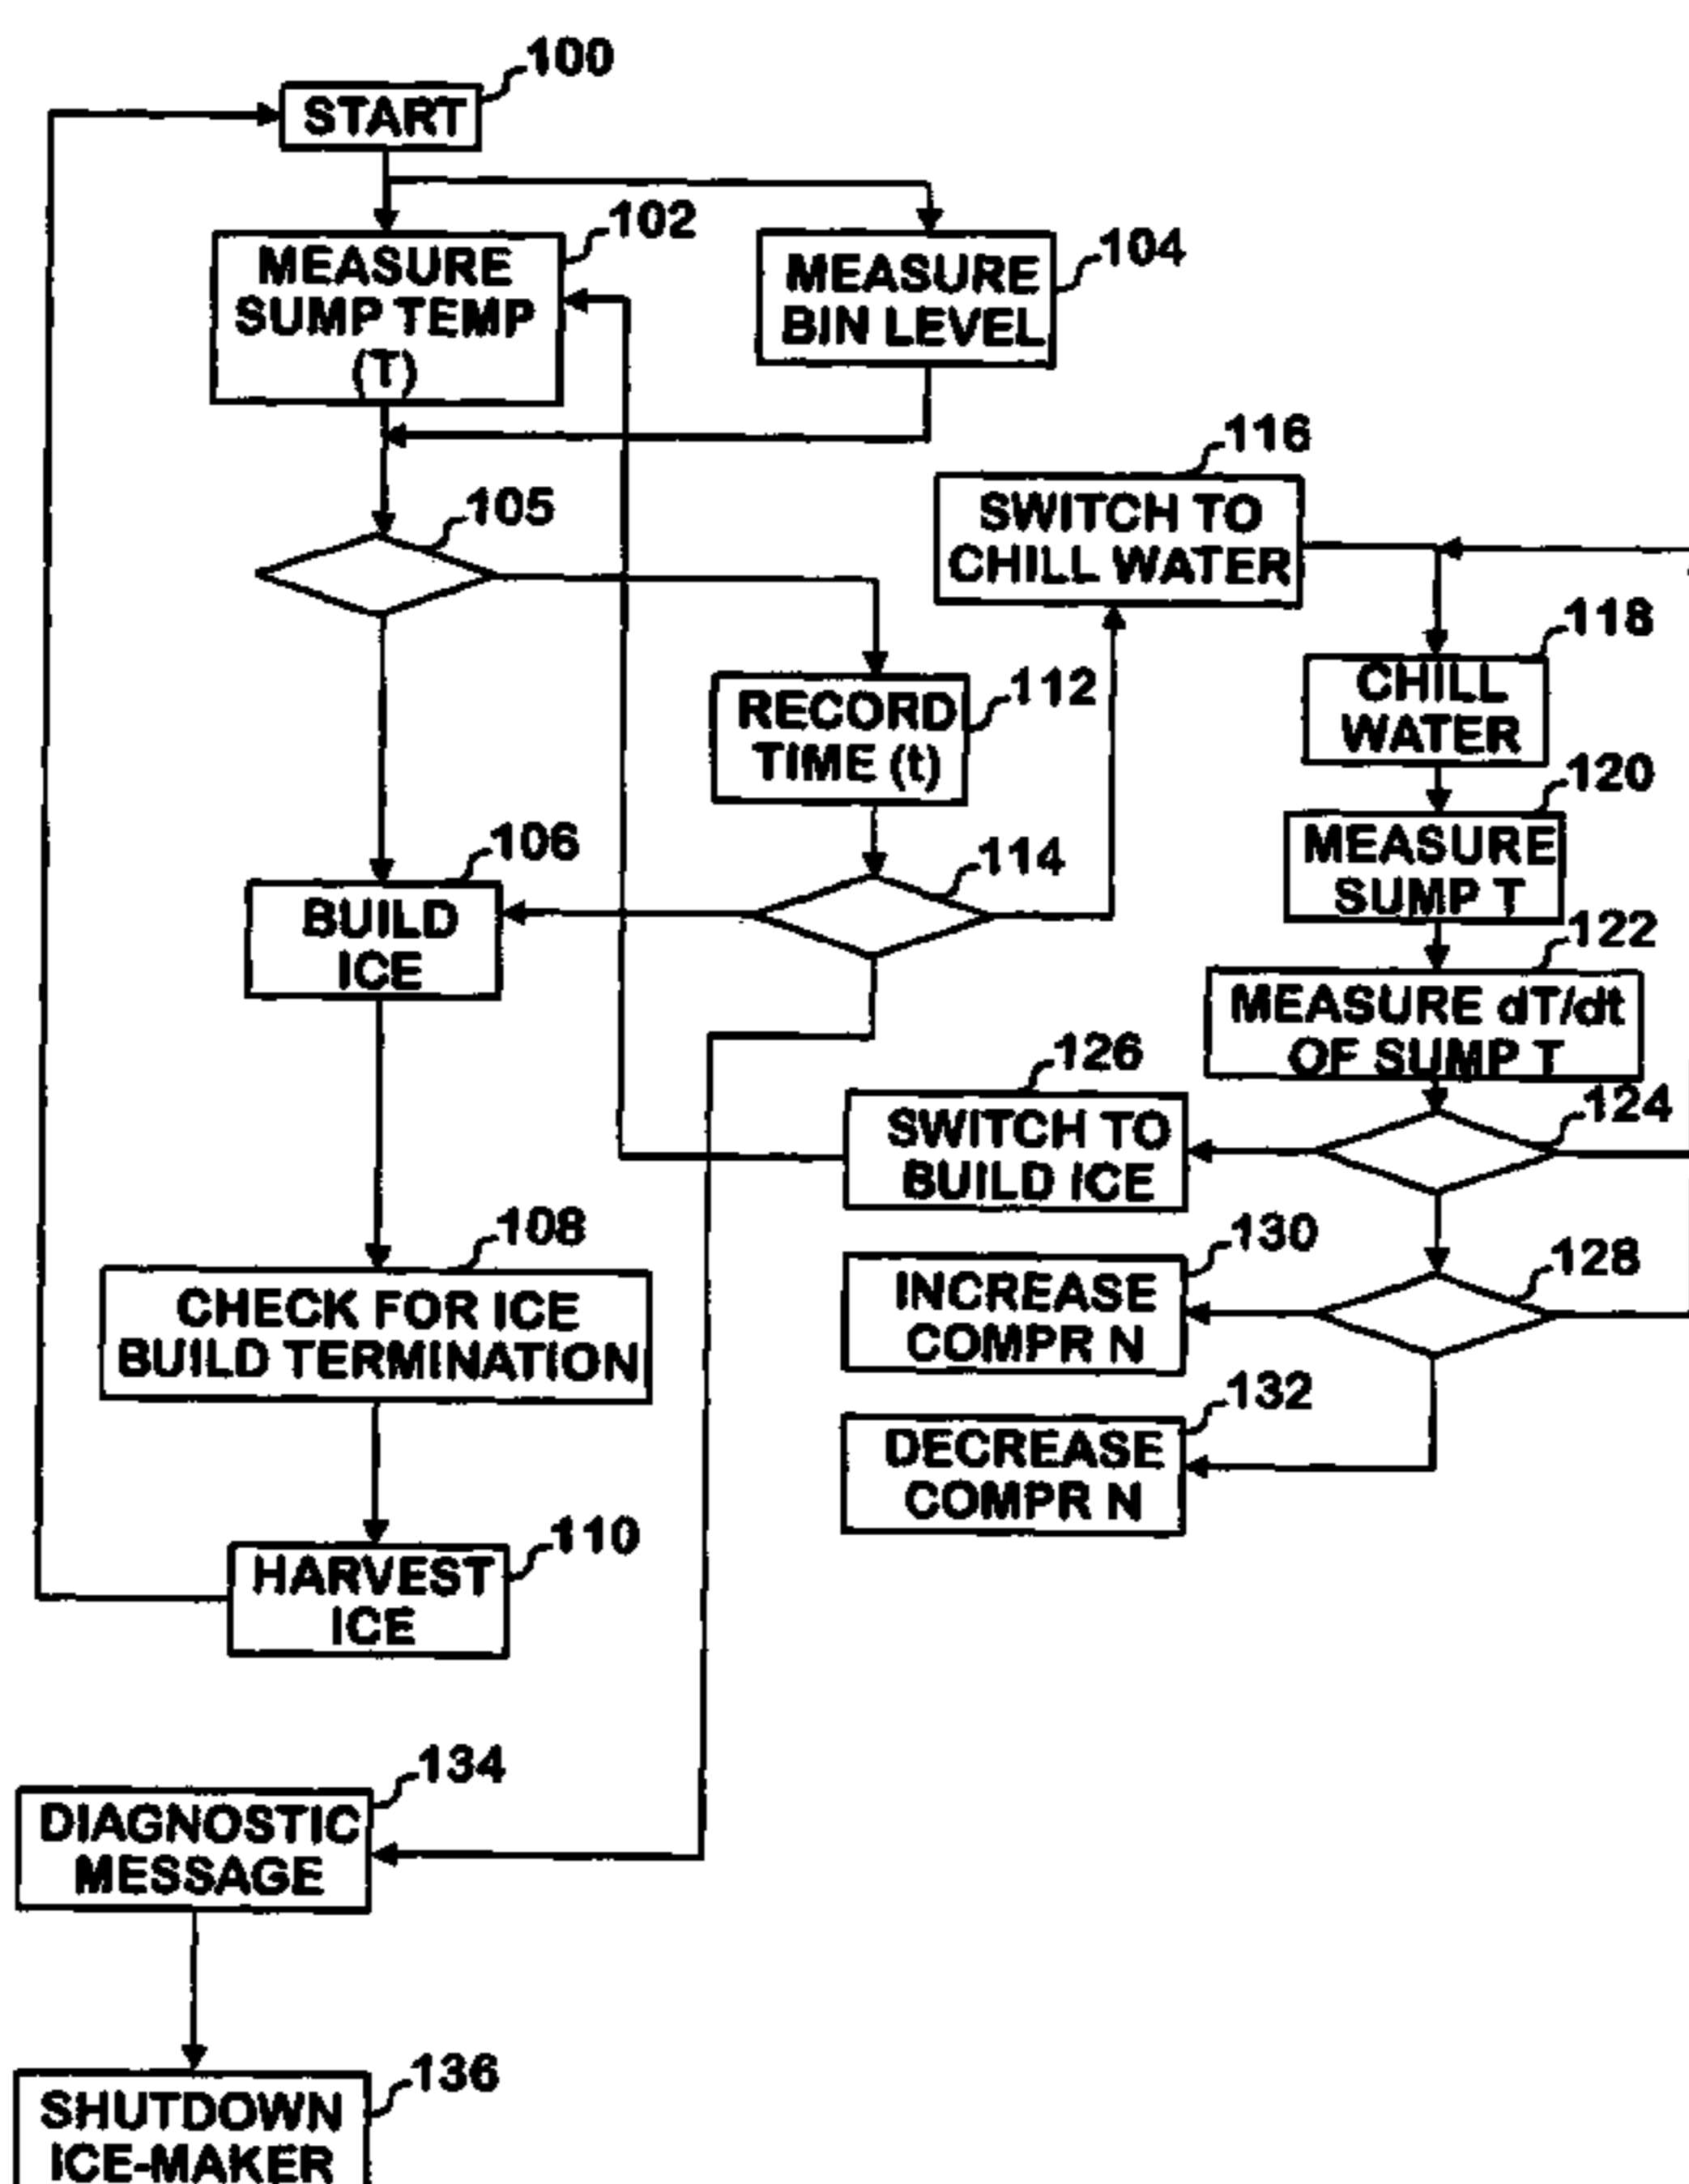 100
START
102
MEASURE
SUMP TEMP
(T)
104
MEASURE
BIN LEVEL
105
116
SWITCH TO
CHILL WATER
118
CHILL
WATER
112
RECORD
TIME (t)
120
MEASURE
SUMP T
106
BUILD
ICE
114
122
MEASURE dT/dt
OF SUMP T
126
SWITCH TO
BUILD ICE
124
108
CHECK FOR ICE
BUILD TERMINATION
130
INCREASE
COMPR N
128
132
DECREASE
COMPR N
110
HARVEST
ICE
134
DIAGNOSTIC
MESSAGE
136
SHUTDOWN
ICE-MAKER